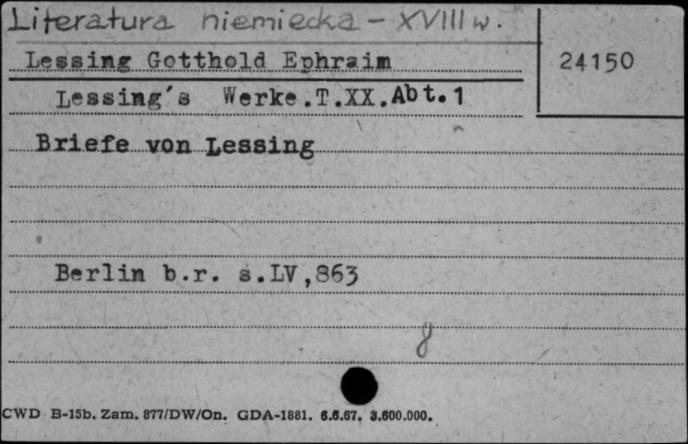 Literatura niemiecka - XVIII w.
Lessing Gotthold Ephraim
24150
Lessing's Werke.T.XX.Abt.1
Briefe von Lessing
Berlin b.r. s.LV,863
8
CWD B-15b. Zam. 877/DW/On. GDA-1881. 6.6.67. 3.600.000.